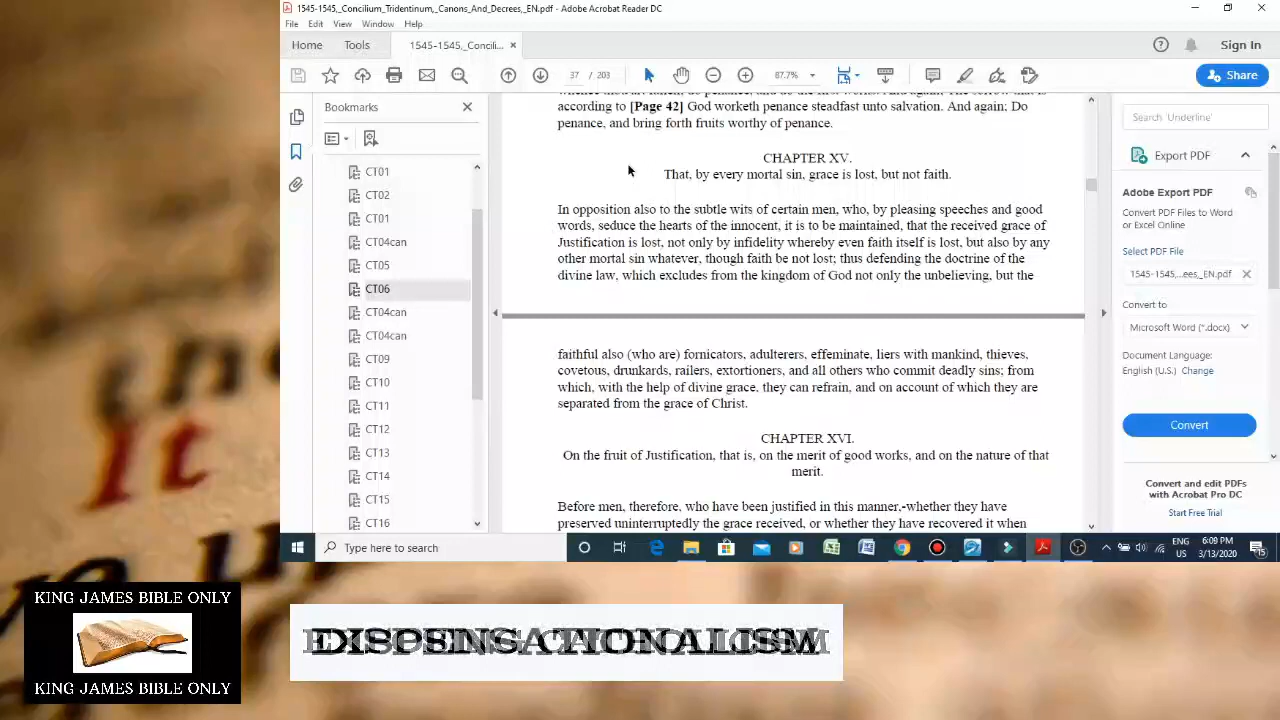 1545-1545,_Concilium_Tridentinum,_Canons_And_Decrees,_EN.pdf - Adobe Acrobat Reader DC
File Edit View Window Help
Home Tools 1545-1545,_Concili... × Sign In
37 / 203 87.7% Share
Bookmarks
CT01
CT02
CT01
CT04can
CT05
CT06
CT04can
CT04can
CT09
CT10
CT11
CT12
CT13
CT14
CT15
CT16
according to [Page 42] God worketh penance steadfast unto salvation. And again; Do
penance, and bring forth fruits worthy of penance.
CHAPTER XV.
That, by every mortal sin, grace is lost, but not faith.
In opposition also to the subtle wits of certain men, who, by pleasing speeches and good
words, seduce the hearts of the innocent, it is to be maintained, that the received grace of
Justification is lost, not only by infidelity whereby even faith itself is lost, but also by any
other mortal sin whatever, though faith be not lost; thus defending the doctrine of the
divine law, which excludes from the kingdom of God not only the unbelieving, but the
faithful also (who are) fornicators, adulterers, effeminate, liers with mankind, thieves,
covetous, drunkards, railers, extortioners, and all others who commit deadly sins; from
which, with the help of divine grace, they can refrain, and on account of which they are
separated from the grace of Christ.
CHAPTER XVI.
On the fruit of Justification, that is, on the merit of good works, and on the nature of that
merit.
Before men, therefore, who have been justified in this manner,-whether they have
preserved uninterruptedly the grace received, or whether they have recovered it when
Search 'Underline'
Export PDF
Adobe Export PDF
Convert PDF Files to Word
or Excel Online
Select PDF File
1545-1545,...ees,_EN.pdf
Convert to
Microsoft Word (*.docx)
Document Language:
English (U.S.) Change
Convert
Convert and edit PDFs
with Acrobat Pro DC
Start Free Trial
Type here to search
ENG
US
6:09 PM
3/13/2020
15
It
KING JAMES BIBLE ONLY
KING JAMES BIBLE ONLY